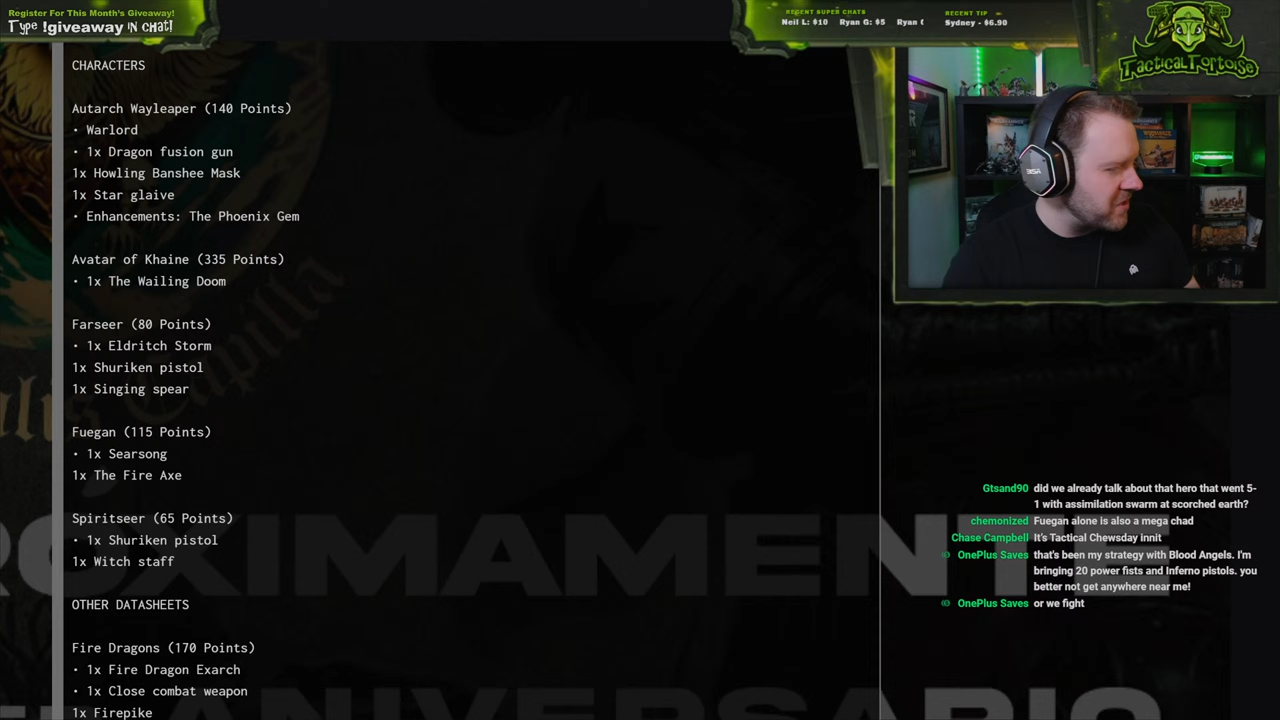 Register For This Month's Giveaway!
Type !giveaway in chat!
RECENT SUPER CHATS
Neil L: $10 Ryan G: $5 Ryan
RECENT TIP
Sydney - $6.90
TacticalTortoise
CHARACTERS
Autarch Wayleaper (140 Points)
• Warlord
• 1x Dragon fusion gun
1x Howling Banshee Mask
1x Star glaive
• Enhancements: The Phoenix Gem
Avatar of Khaine (335 Points)
• 1x The Wailing Doom
Farseer (80 Points)
• 1x Eldritch Storm
1x Shuriken pistol
1x Singing spear
Fuegan (115 Points)
• 1x Searsong
1x The Fire Axe
Spiritseer (65 Points)
• 1x Shuriken pistol
1x Witch staff
OTHER DATASHEETS
Fire Dragons (170 Points)
• 1x Fire Dragon Exarch
• 1x Close combat weapon
1x Firepike
Gtsand90 did we already talk about that hero that went 5-
1 with assimilation swarm at scorched earth?
chemonized Fuegan alone is also a mega chad
Chase Campbell It's Tactical Chewsday innit
OnePlus Saves that's been my strategy with Blood Angels. I'm
bringing 20 power fists and Inferno pistols. you
better not get anywhere near me!
OnePlus Saves or we fight
ROXIMAMENTE
ANIVERSARIO